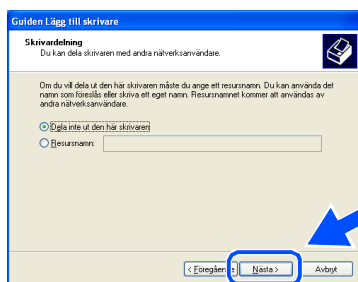 Guiden Lägg till skrivare
Skrivardelning
Du kan dela skrivaren med andra nätverksanvändare.
Om du vill dela ut den här skrivaren måste du ange ett resursnamn. Du kan använda det
namn som föreslås eller skriva ett eget namn. Resursnamnet kommer att användas av
andra nätverksanvändare.
Dela inte ut den här skrivaren
Resursnamn:
< Föregående
Nästa >
Avbryt